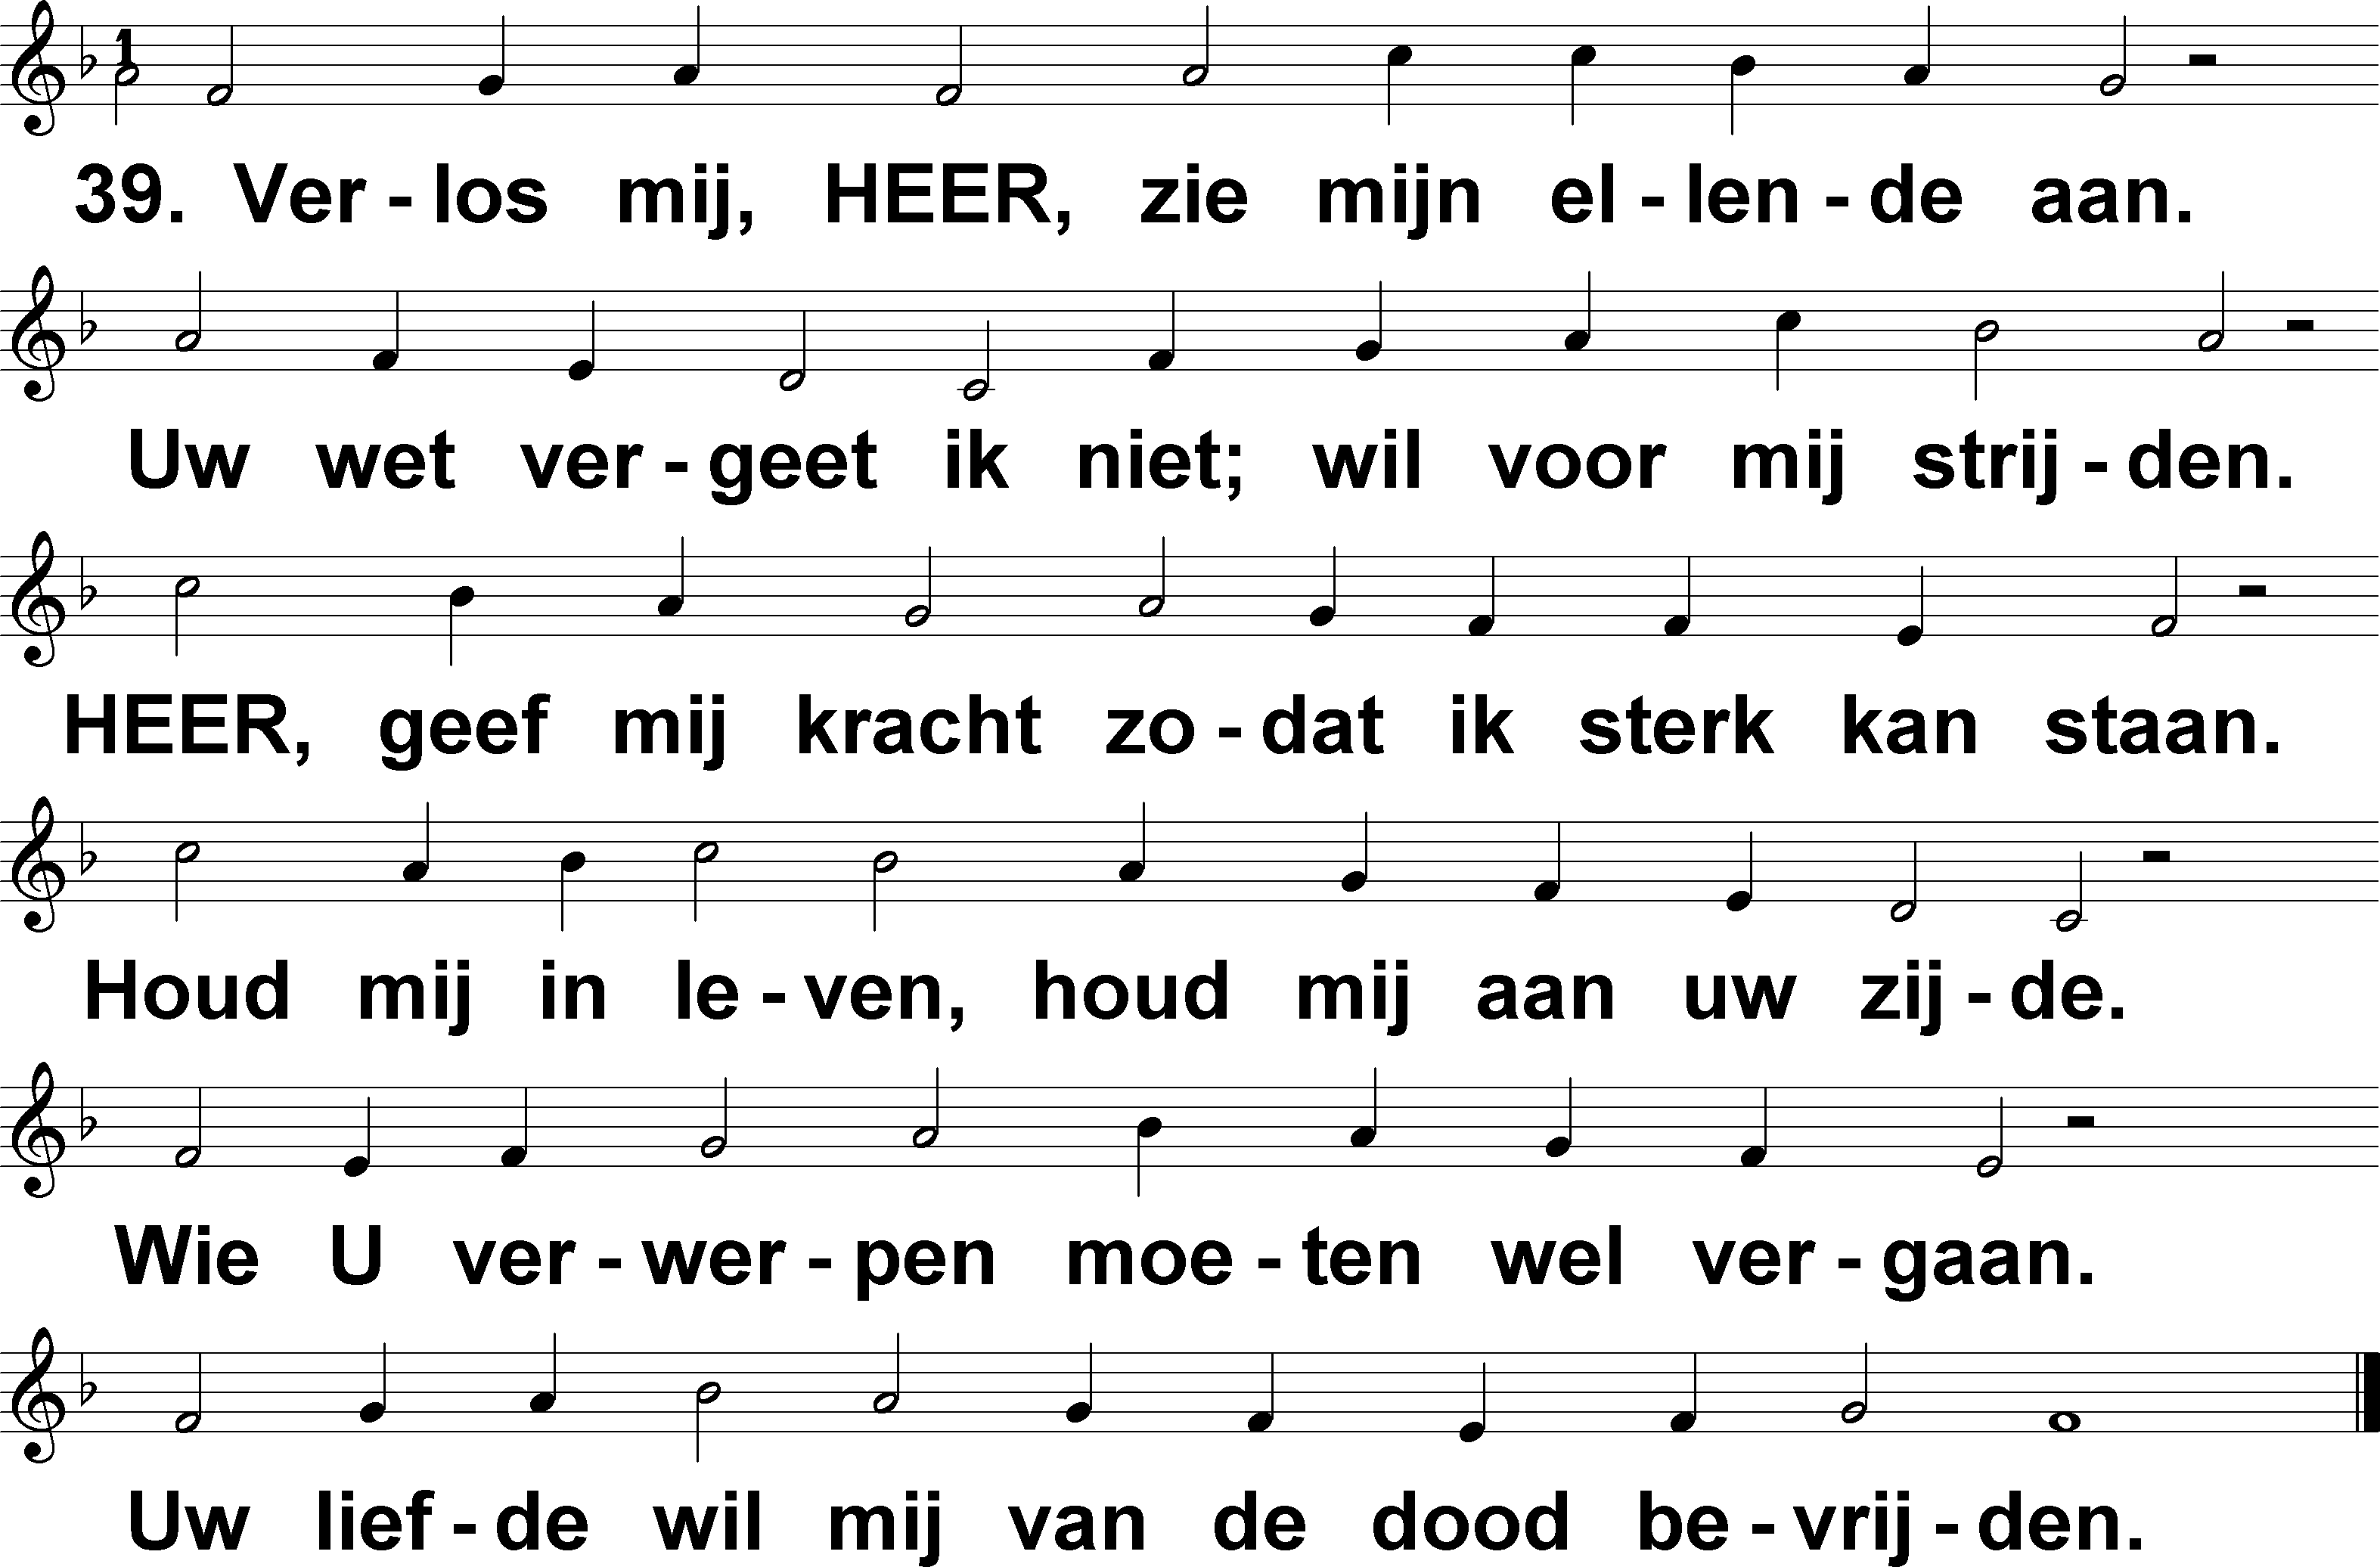 1
39. Ver - los mij, HEER, zie mijn el - len - de aan.
Uw wet ver - geet ik niet; wil voor mij strij - den.
HEER, geef mij kracht zo - dat ik sterk kan staan.
Houd mij in le - ven, houd mij aan uw zij - de.
Wie U ver - wer - pen moe - ten wel ver - gaan.
Uw lief - de wil mij van de dood be - vrij - den.